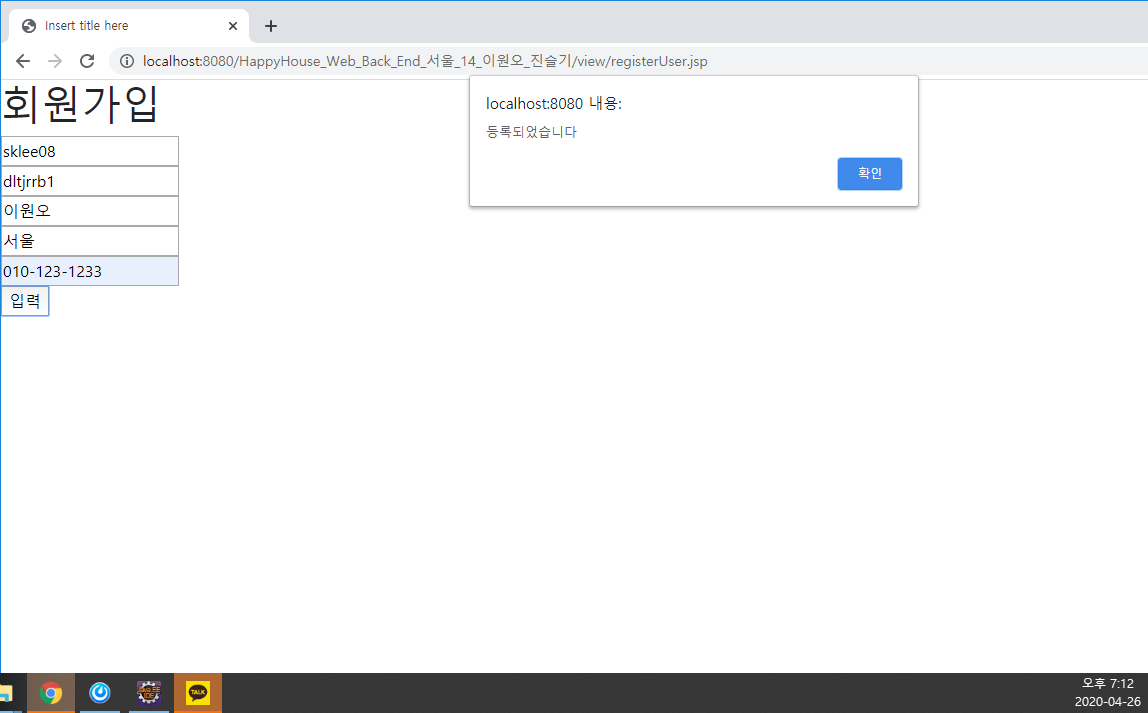 Insert title here
localhost:8080/HappyHouse_Web_Back_End_서울_14_이원오_진슬기/view/registerUser.jsp
회원가입
localhost:8080 내용:
등록되었습니다
확인
sklee08
dltjrrb1
이원오
서울
010-123-1233
입력
Java EE
IDE
TALK
오후 7:12
2020-04-26